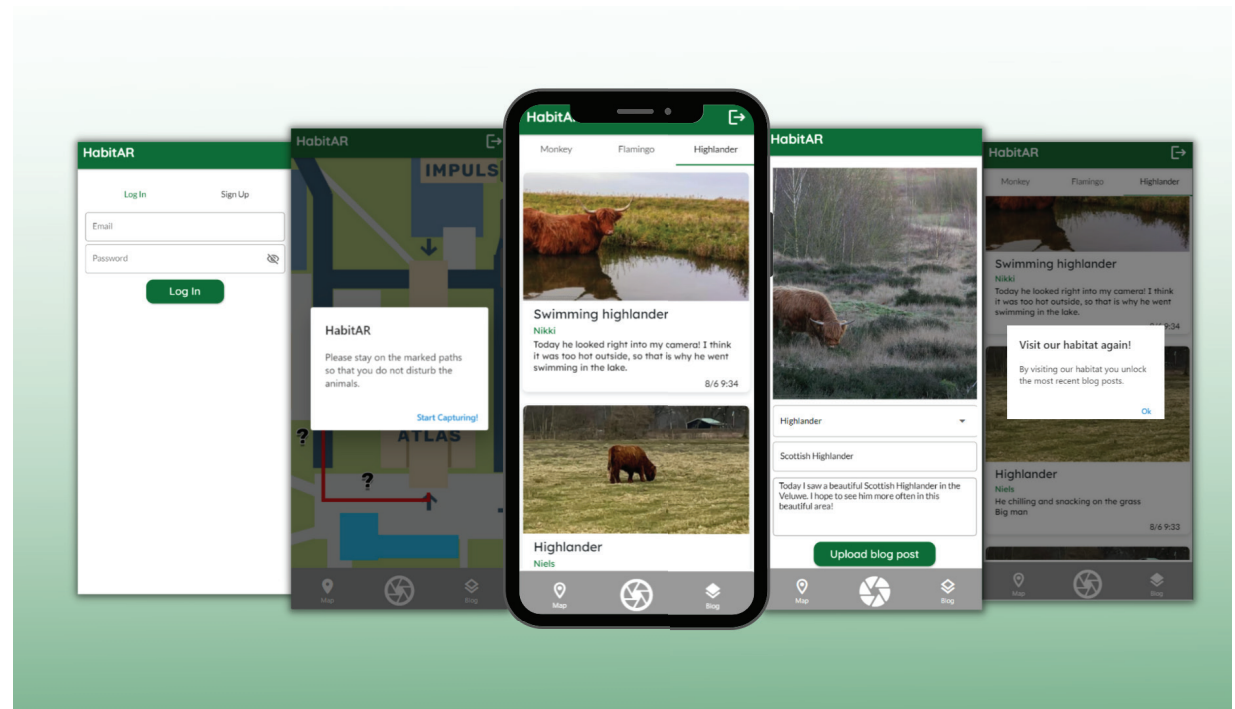 HabitAR
Log In
Sign Up
Email
Password
Log In
HabitAR
IMPULS
HabitAR
Please stay on the marked paths
so that you do not disturb the
animals.
Start Capturing!
?
ATLAS
?
Map
Blog
HabitA
Monkey
Flamingo
Highlander
Swimming highlander
Nikki
Today he looked right into my camera! I think
it was too hot outside, so that is why he went
swimming in the lake.
8/6 9:34
Highlander
Niels
Map
Blog
HabitAR
Highlander
Scottish Highlander
Today I saw a beautiful Scottish Highlander in the
Veluwe. I hope to see him more often in this
beautiful area!
Upload blog post
Map
Blog
HabitAR
Monkey
Flamingo
Highlander
Swimming highlander
Nikki
Today he looked right into my camera! I think
it was too hot outside, so that is why he went
swimming in the lake.
9:34
Visit our habitat again!
By visiting our habitat you unlock
the most recent blog posts.
Ok
Highlander
Niels
He chilling and snacking on the grass
Big man
8/6 9:33
Map
Blog